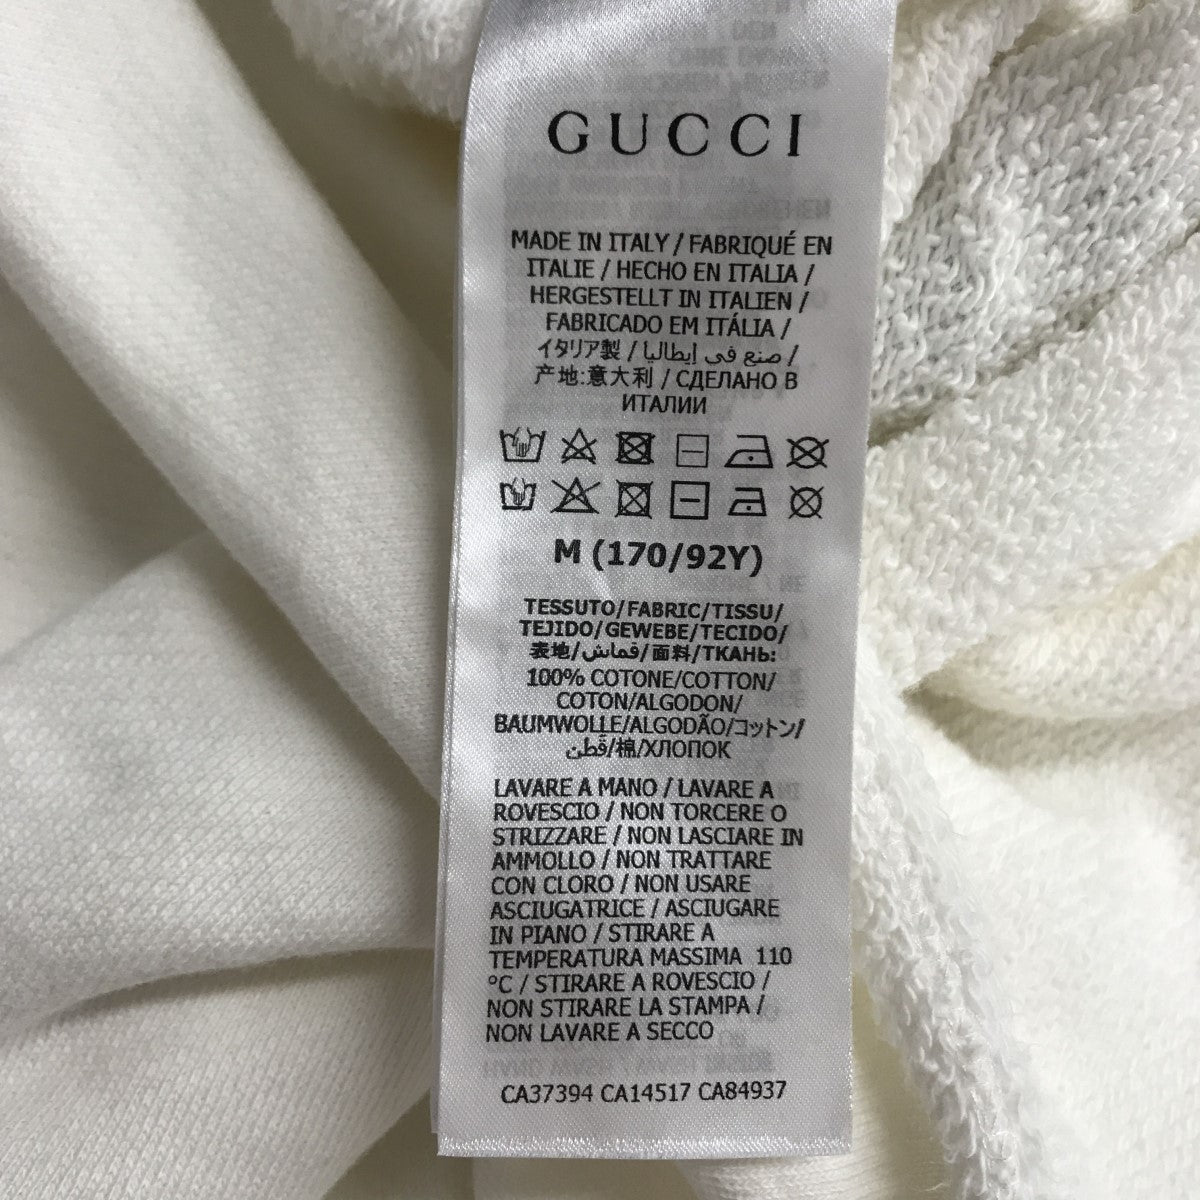 GUCCI
MADE IN ITALY / FABRIQUÉ EN
ITALIE / HECHO EN ITALIA /
HERGESTELLT IN ITALIEN /
FABRICADO EM ITÁLIA /
イタリア製 / صنع في إيطاليا /
产地:意大利 / СДЕЛАНО В
ИТАЛИИ
M (170/92Y)
TESSUTO/FABRIC/TISSU/
TEJIDO/GEWEBE/TECIDO/
表地/قماش/面料/ТКАНЬ:
100% COTONE/COTTON/
COTON/ALGODON/
BAUMWOLLE/ALGODÃO/コットン/
قطن/棉/ХЛОПОК
LAVARE A MANO / LAVARE A
ROVESCIO / NON TORCERE O
STRIZZARE / NON LASCIARE IN
AMMOLLO / NON TRATTARE
CON CLORO / NON USARE
ASCIUGATRICE / ASCIUGARE
IN PIANO / STIRARE A
TEMPERATURA MASSIMA 110
°C / STIRARE A ROVESCIO /
NON STIRARE LA STAMPA /
NON LAVARE A SECCO
CA37394 CA14517 CA84937